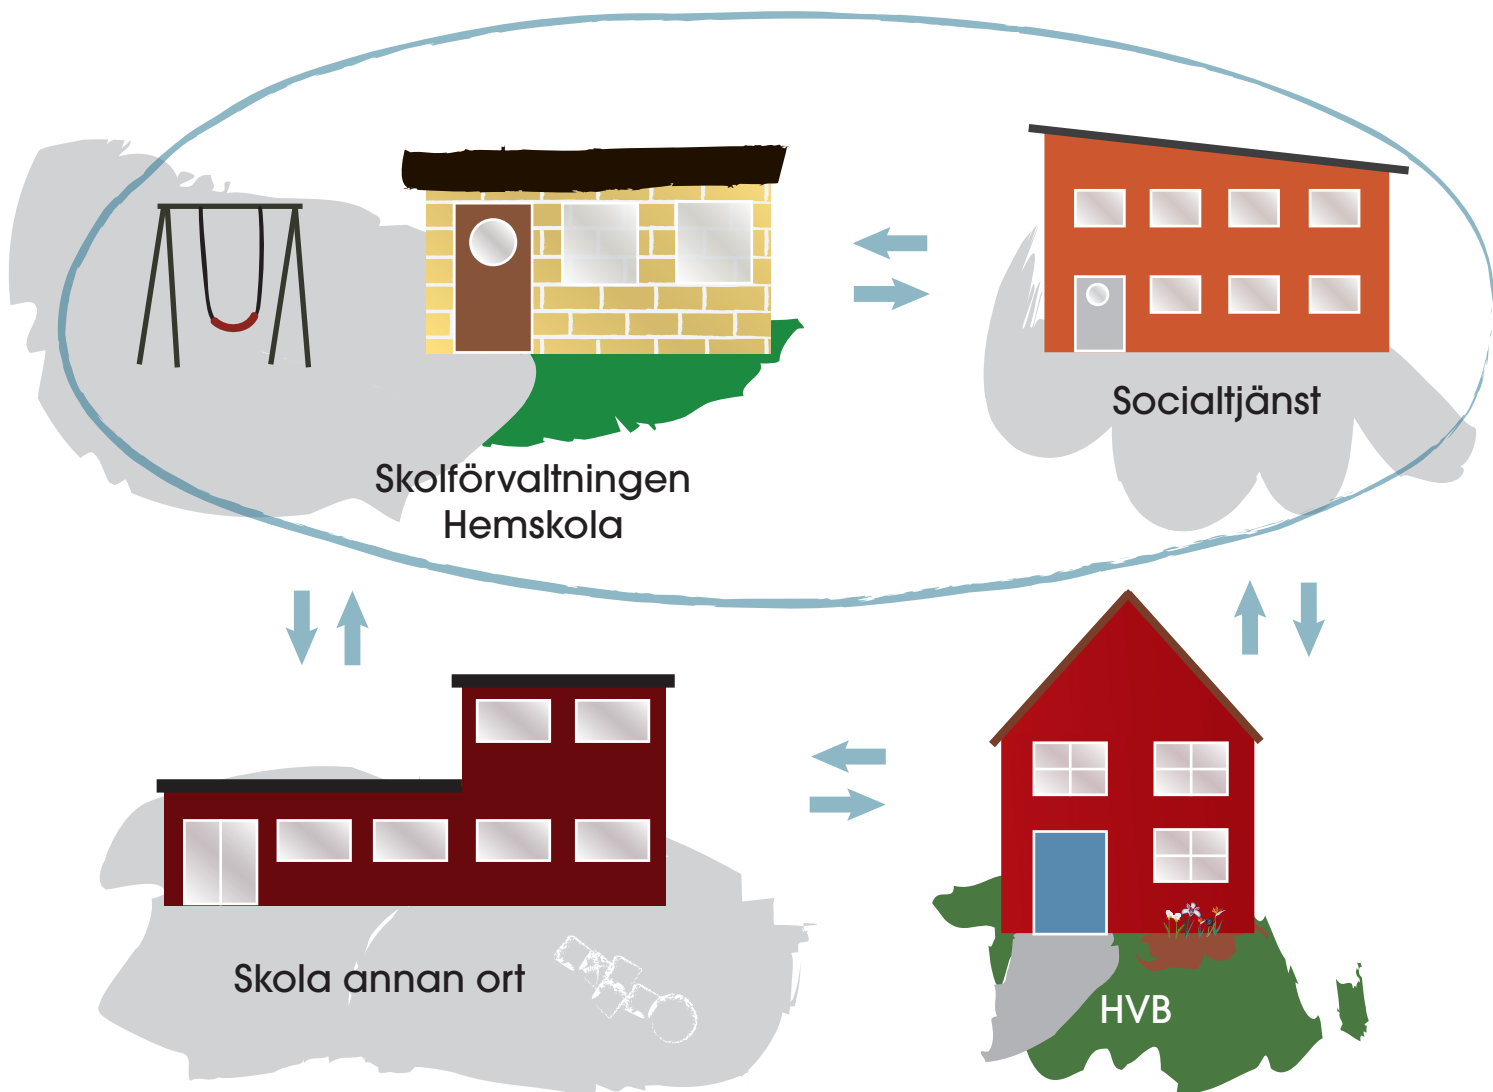 Socialtjänst
Skolförvaltningen
Hemskola
Skola annan ort
HVB